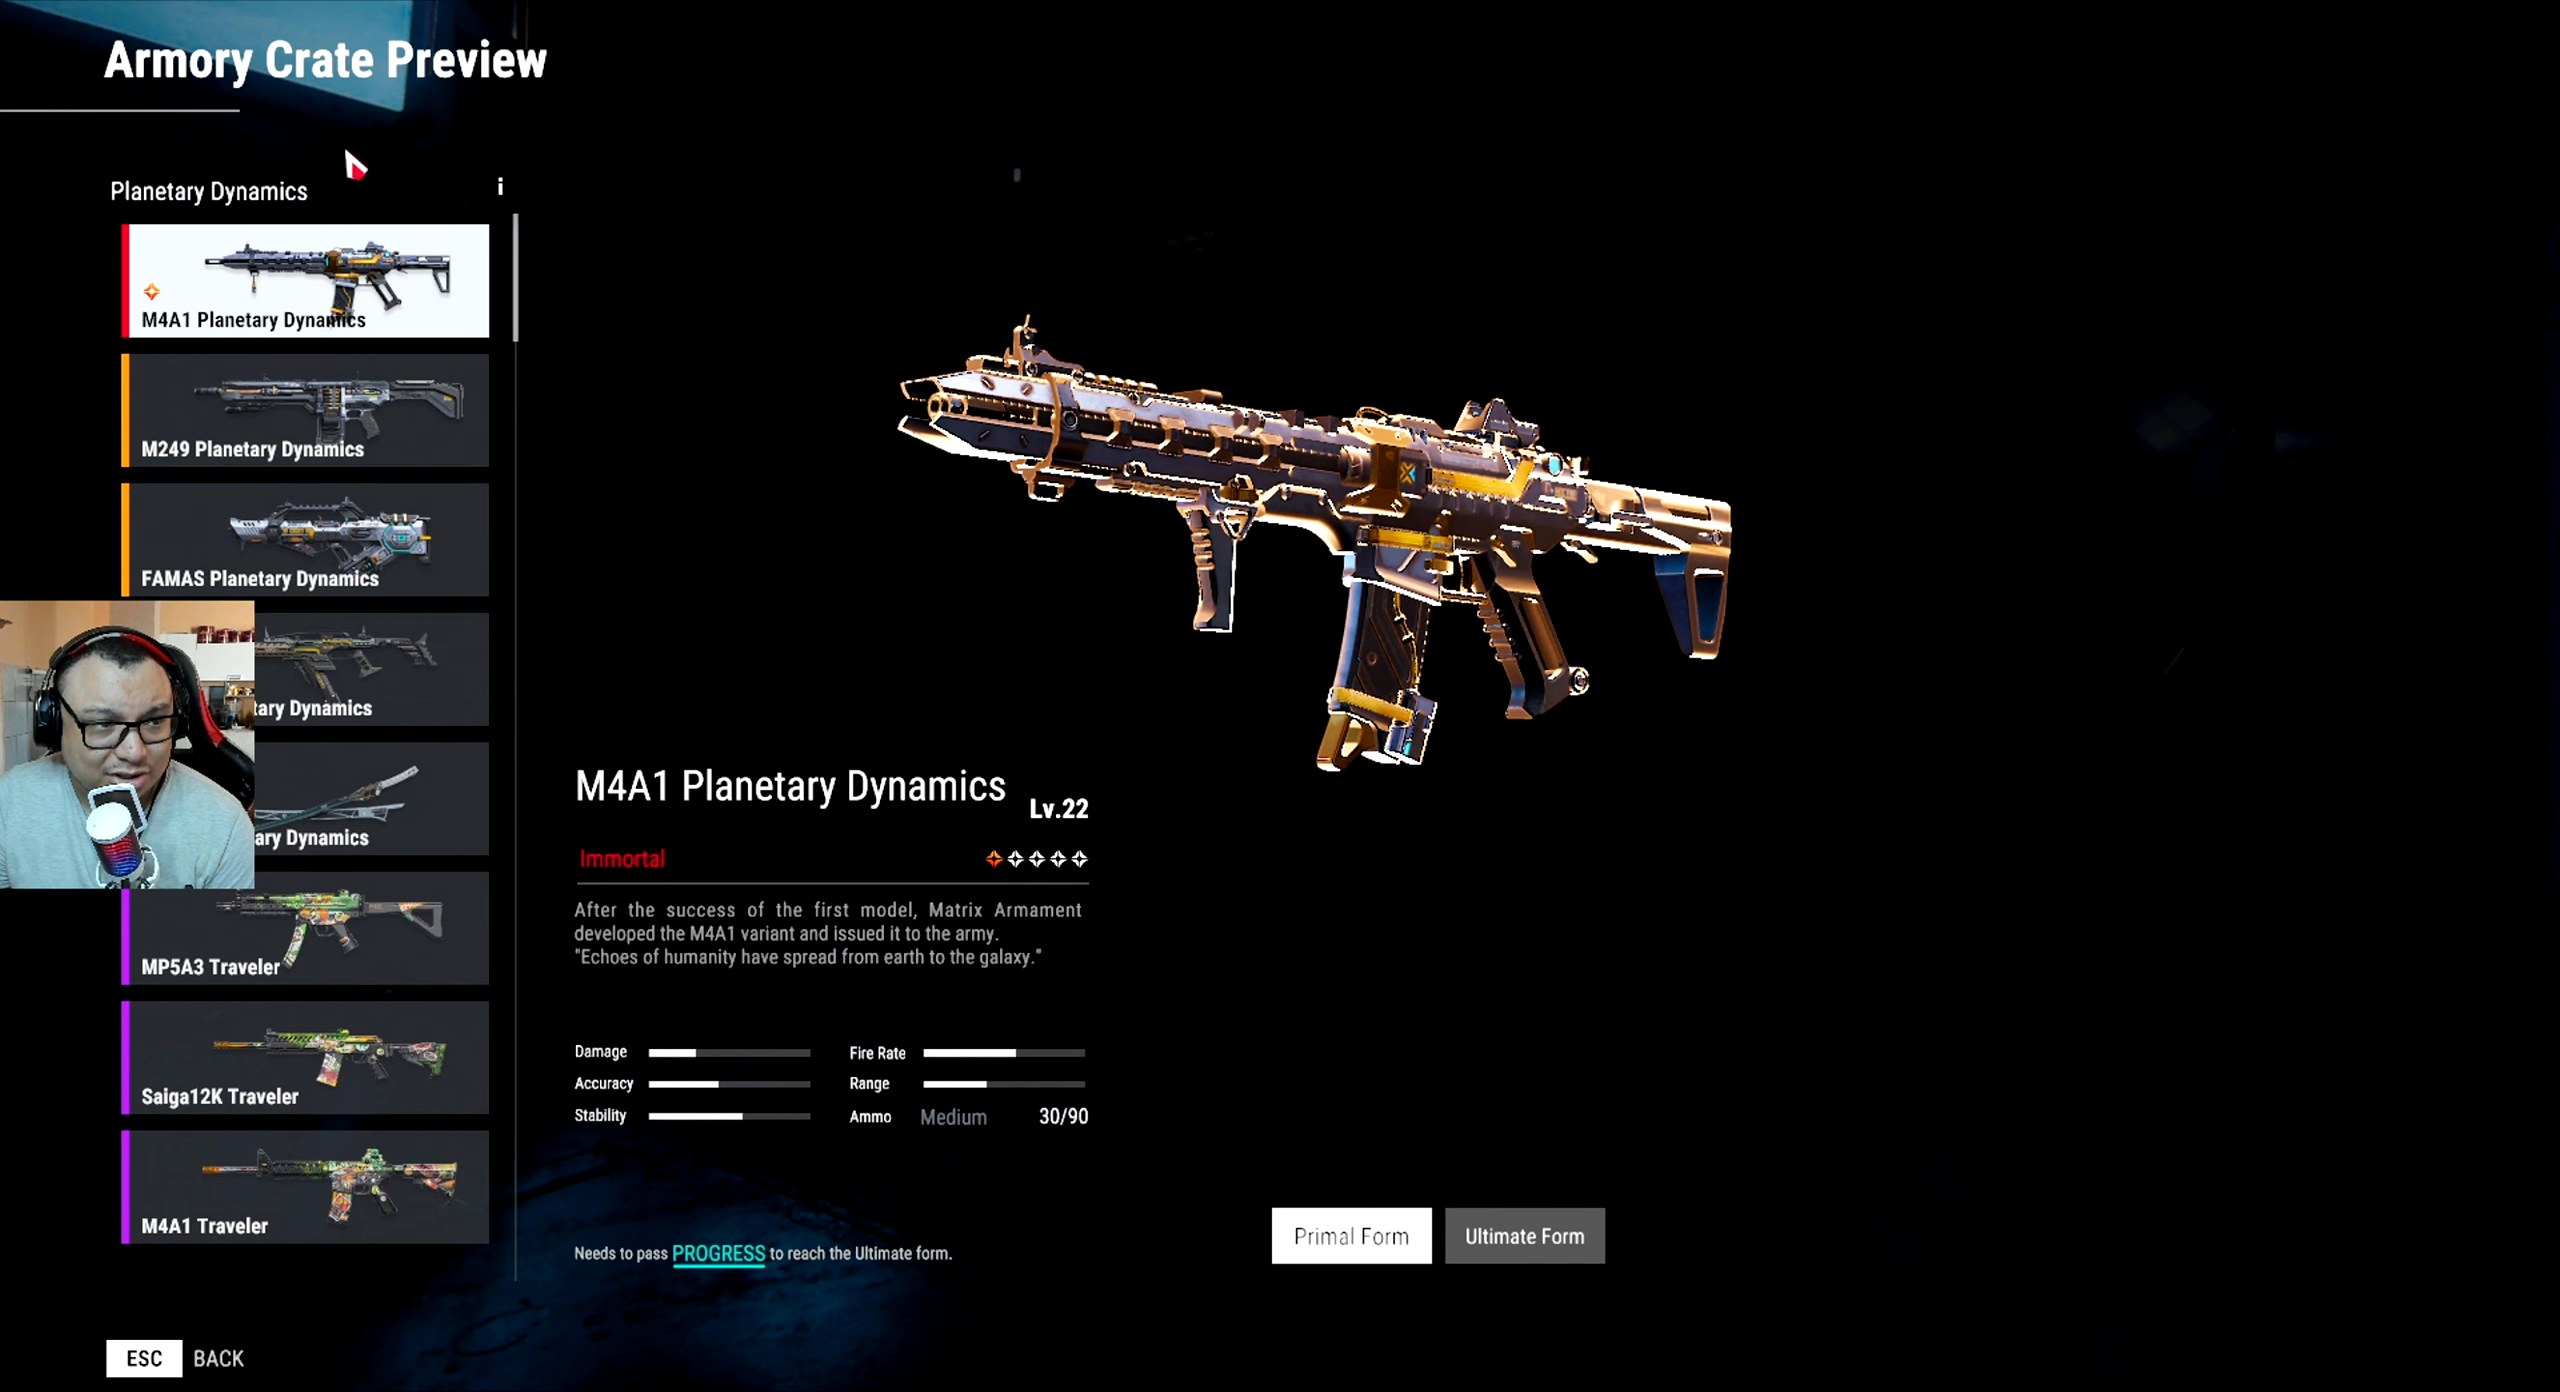 Armory Crate Preview
Planetary Dynamics
i
M4A1 Planetary Dynamics
M249 Planetary Dynamics
FAMAS Planetary Dynamics
tary Dynamics
ary Dynamics
MP5A3 Traveler
Saiga12K Traveler
M4A1 Traveler
M4A1 Planetary Dynamics Lv.22
Immortal
After the success of the first model, Matrix Armament
developed the M4A1 variant and issued it to the army.
"Echoes of humanity have spread from earth to the galaxy."
Damage Fire Rate
Accuracy Range
Stability Ammo Medium 30/90
Needs to pass PROGRESS to reach the Ultimate form.
Primal Form Ultimate Form
ESC BACK